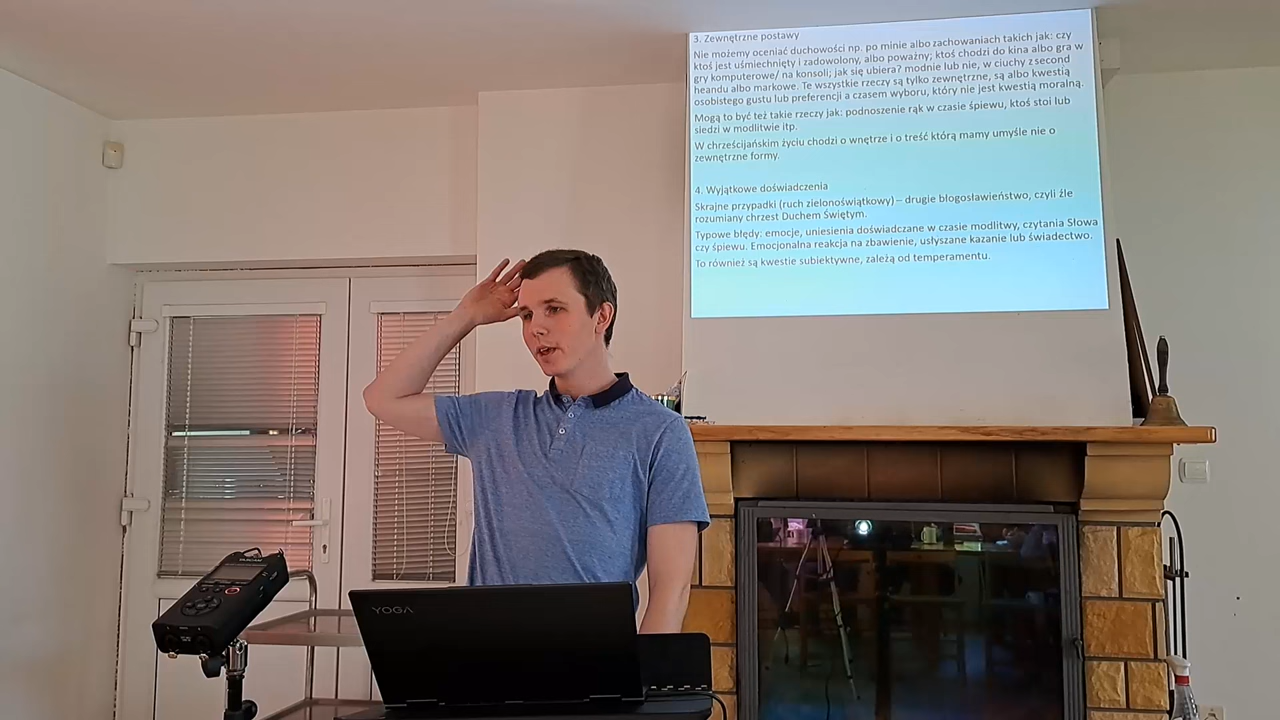 3. Zewnętrzne postawy
Nie możemy oceniać duchowości np. po minie albo zachowaniach takich jak: czy
ktoś jest uśmiechnięty i zadowolony, albo poważny; ktoś chodzi do kina albo gra w
gry komputerowe/ na konsoli; jak się ubiera? modnie lub nie, w ciuchy z second
heandu albo markowe. Te wszystkie rzeczy są tylko zewnętrzne, są albo kwestią
osobistego gustu lub preferencji a czasem wyboru, który nie jest kwestią moralną.
Mogą to być też takie rzeczy jak: podnoszenie rąk w czasie śpiewu, ktoś stoi lub
siedzi w modlitwie itp.
W chrześcijańskim życiu chodzi o wnętrze i o treść którą mamy umyśle nie o
zewnętrzne formy.
4. Wyjątkowe doświadczenia
Skrajne przypadki (ruch zielonoświątkowy) – drugie błogosławieństwo, czyli źle
rozumiany chrzest Duchem Świętym.
Typowe błędy: emocje, uniesienia doświadczane w czasie modlitwy, czytania Słowa
czy śpiewu. Emocjonalna reakcja na zbawienie, usłyszane kazanie lub świadectwo.
To również są kwestie subiektywne, zależą od temperamentu.
TASCAM
YOGA